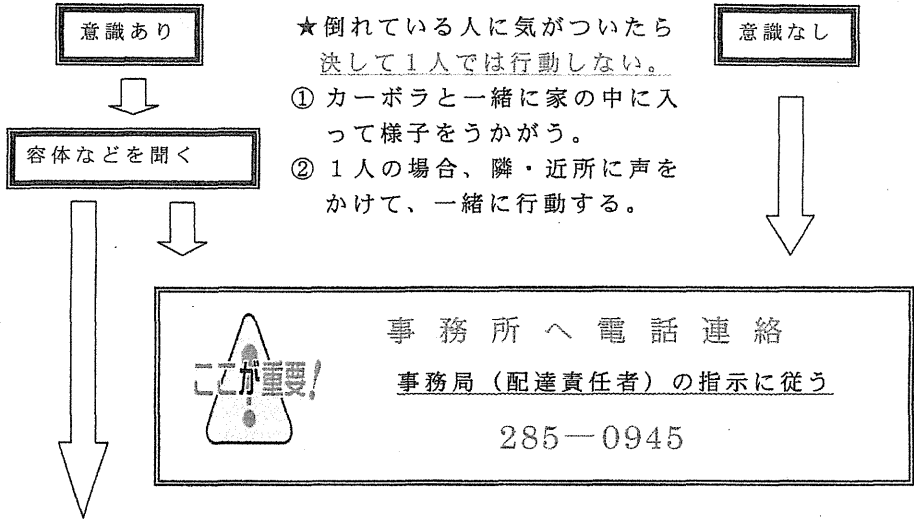 意識あり
★倒れている人に気がついたら
決して1人では行動しない。
① カーボラと一緒に家の中に入
って様子をうかがう。
② 1人の場合、隣・近所に声を
かけて、一緒に行動する。
意識なし
容体などを聞く
ここが重要!
事務所へ電話連絡
事務局(配達責任者)の指示に従う
285―0945